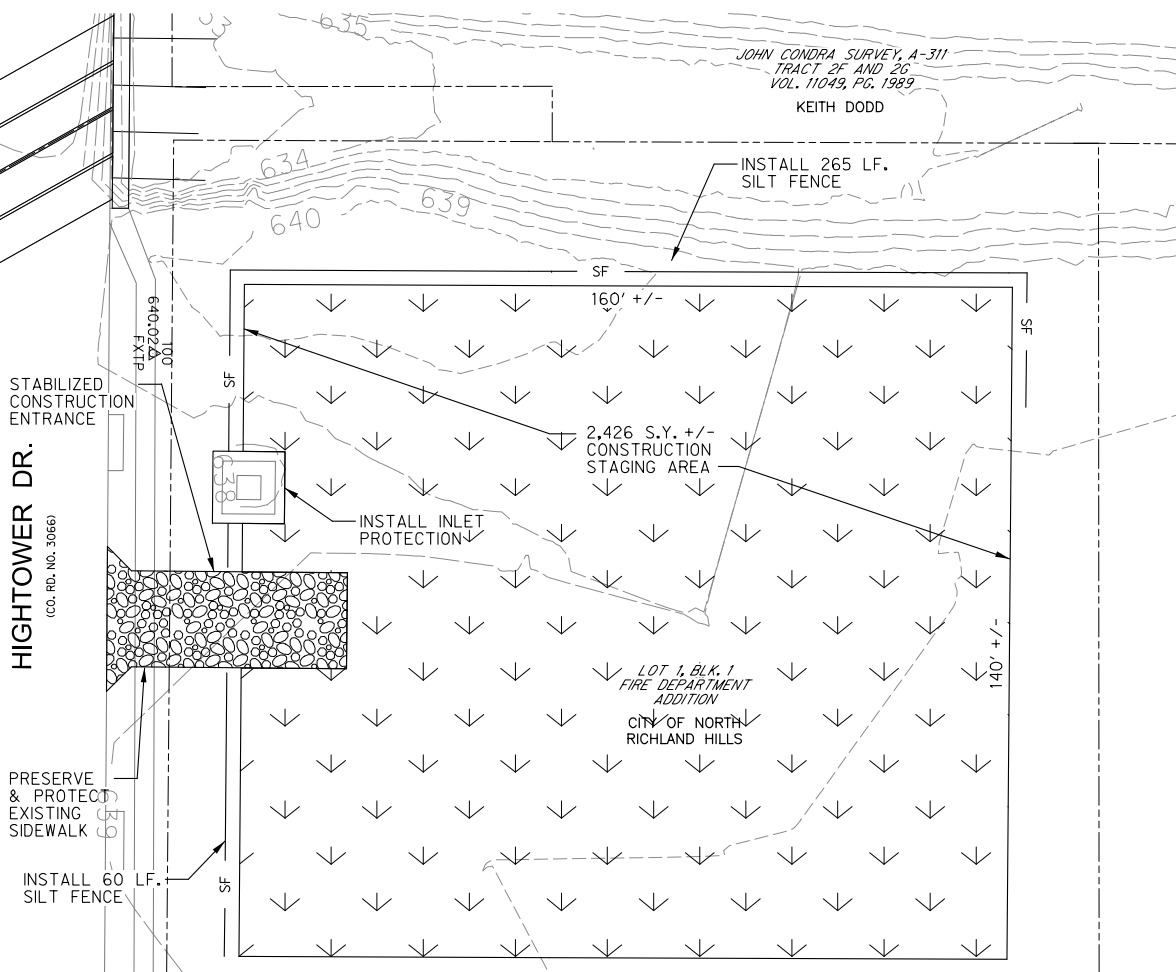 635
JOHN CONDRA SURVEY, A-311
TRACT 2F AND 2G
VOL. 11049, PG. 1989
KEITH DODD
634
INSTALL 265 LF.
SILT FENCE
639
640
SF
160' +/-
SF
640.02
100
EXTP
SF
STABILIZED
CONSTRUCTION
ENTRANCE
2,426 S.Y. +/-
CONSTRUCTION
STAGING AREA
HIGHTOWER DR.
(CO. RD. NO. 3066)
638
INSTALL INLET
PROTECTION
140' +/-
LOT 1, BLK. 1
FIRE DEPARTMENT
ADDITION
CITY OF NORTH
RICHLAND HILLS
PRESERVE
& PROTECT
EXISTING
SIDEWALK
639
INSTALL 60 LF.
SILT FENCE
SF